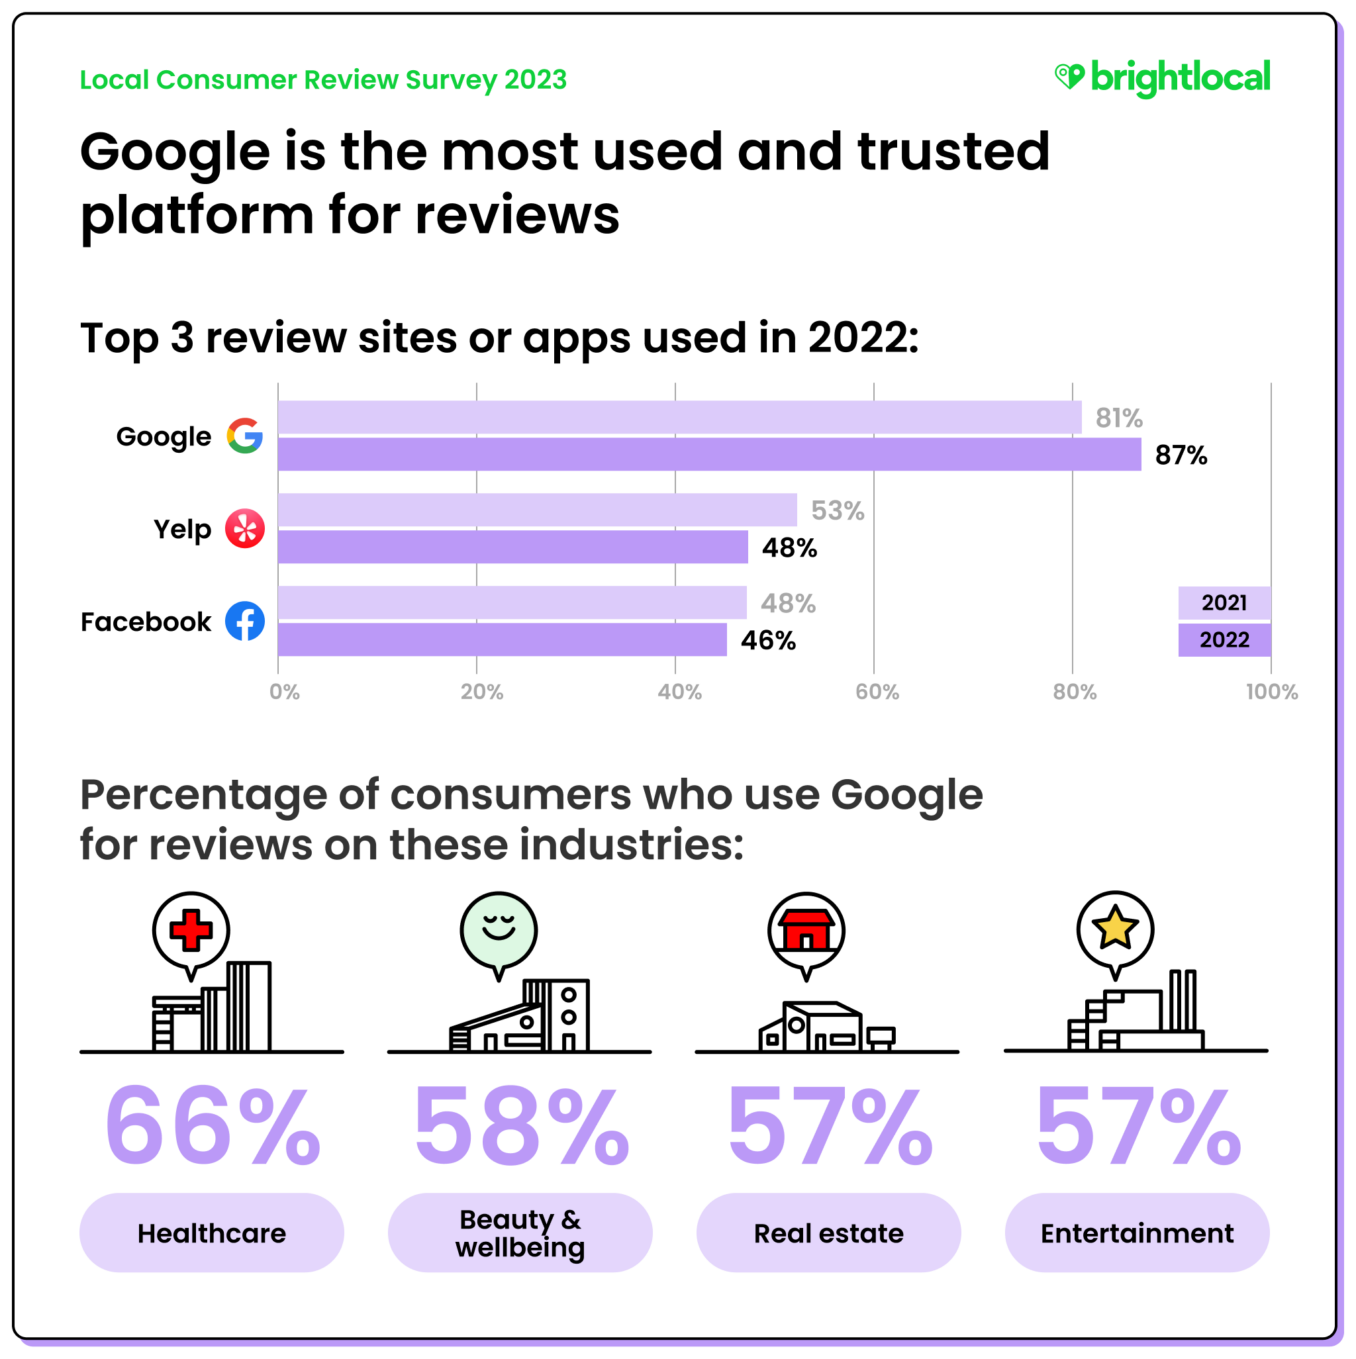 Local Consumer Review Survey 2023
brightlocal
Google is the most used and trusted
platform for reviews
Top 3 review sites or apps used in 2022:
Google
81%
87%
Yelp
53%
48%
Facebook
48%
46%
2021
2022
0%
20%
40%
60%
80%
100%
Percentage of consumers who use Google
for reviews on these industries:
66%
58%
57%
57%
Healthcare
Beauty &
wellbeing
Real estate
Entertainment